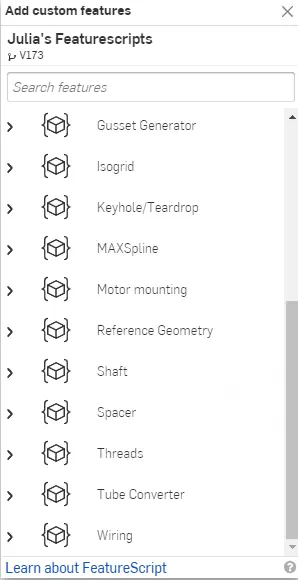 Add custom features
Julia's Featurescripts
V173
Search features
Gusset Generator
Isogrid
Keyhole/Teardrop
MAXSpline
Motor mounting
Reference Geometry
Shaft
Spacer
Threads
Tube Converter
Wiring
Learn about FeatureScript